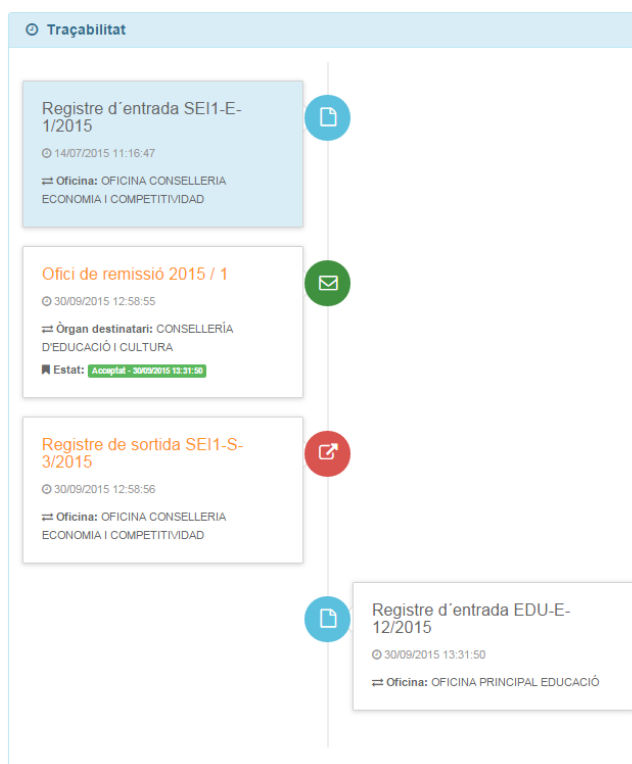 Traçabilitat
Registre d´entrada SEI1-E-
1/2015
14/07/2015 11:16:47
Oficina: OFICINA CONSELLERIA
ECONOMIA I COMPETITIVIDAD
Ofici de remissió 2015 / 1
30/09/2015 12:58:55
Òrgan destinatari: CONSELLERÍA
D'EDUCACIÓ I CULTURA
Estat: Acceptat - 30/09/2015 13:31:50
Registre de sortida SEI1-S-
3/2015
30/09/2015 12:58:56
Oficina: OFICINA CONSELLERIA
ECONOMIA I COMPETITIVIDAD
Registre d´entrada EDU-E-
12/2015
30/09/2015 13:31:50
Oficina: OFICINA PRINCIPAL EDUCACIÓ